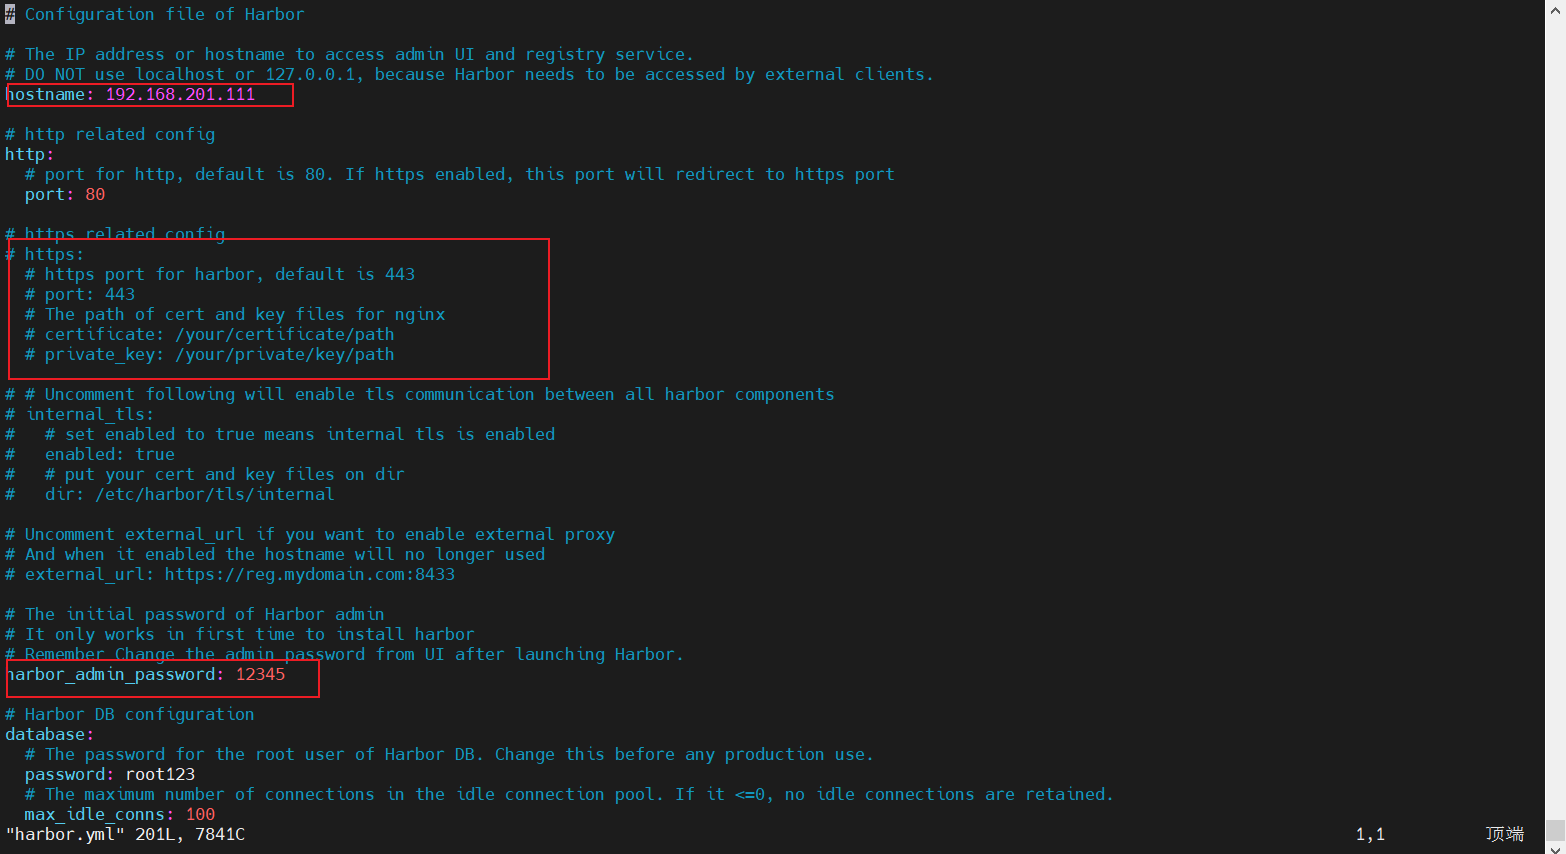 # Configuration file of Harbor
# The IP address or hostname to access admin UI and registry service.
# DO NOT use localhost or 127.0.0.1, because Harbor needs to be accessed by external clients.
hostname: 192.168.201.111
# http related config
http:
  # port for http, default is 80. If https enabled, this port will redirect to https port
  port: 80
# https related config
# https:
  # https port for harbor, default is 443
  # port: 443
  # The path of cert and key files for nginx
  # certificate: /your/certificate/path
  # private_key: /your/private/key/path
# # Uncomment following will enable tls communication between all harbor components
# internal_tls:
#   # set enabled to true means internal tls is enabled
#   enabled: true
#   # put your cert and key files on dir
#   dir: /etc/harbor/tls/internal
# Uncomment external_url if you want to enable external proxy
# And when it enabled the hostname will no longer used
# external_url: https://reg.mydomain.com:8433
# The initial password of Harbor admin
# It only works in first time to install harbor
# Remember Change the admin password from UI after launching Harbor.
harbor_admin_password: 12345
# Harbor DB configuration
database:
  # The password for the root user of Harbor DB. Change this before any production use.
  password: root123
  # The maximum number of connections in the idle connection pool. If it <=0, no idle connections are retained.
  max_idle_conns: 100
"harbor.yml" 201L, 7841C 1,1 顶端